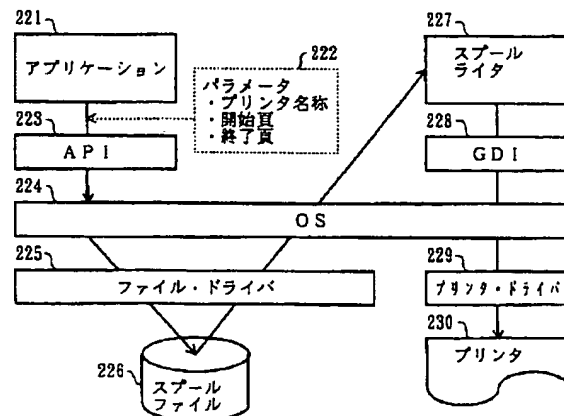 221
アプリケーション
222
パラメータ
・プリンタ名称
・開始頁
・終了頁
223
API
224
OS
225
ファイル・ドライバ
226
スプール
ファイル
227
スプール
ライタ
228
GDI
229
プリンタ・ドライバ
230
プリンタ